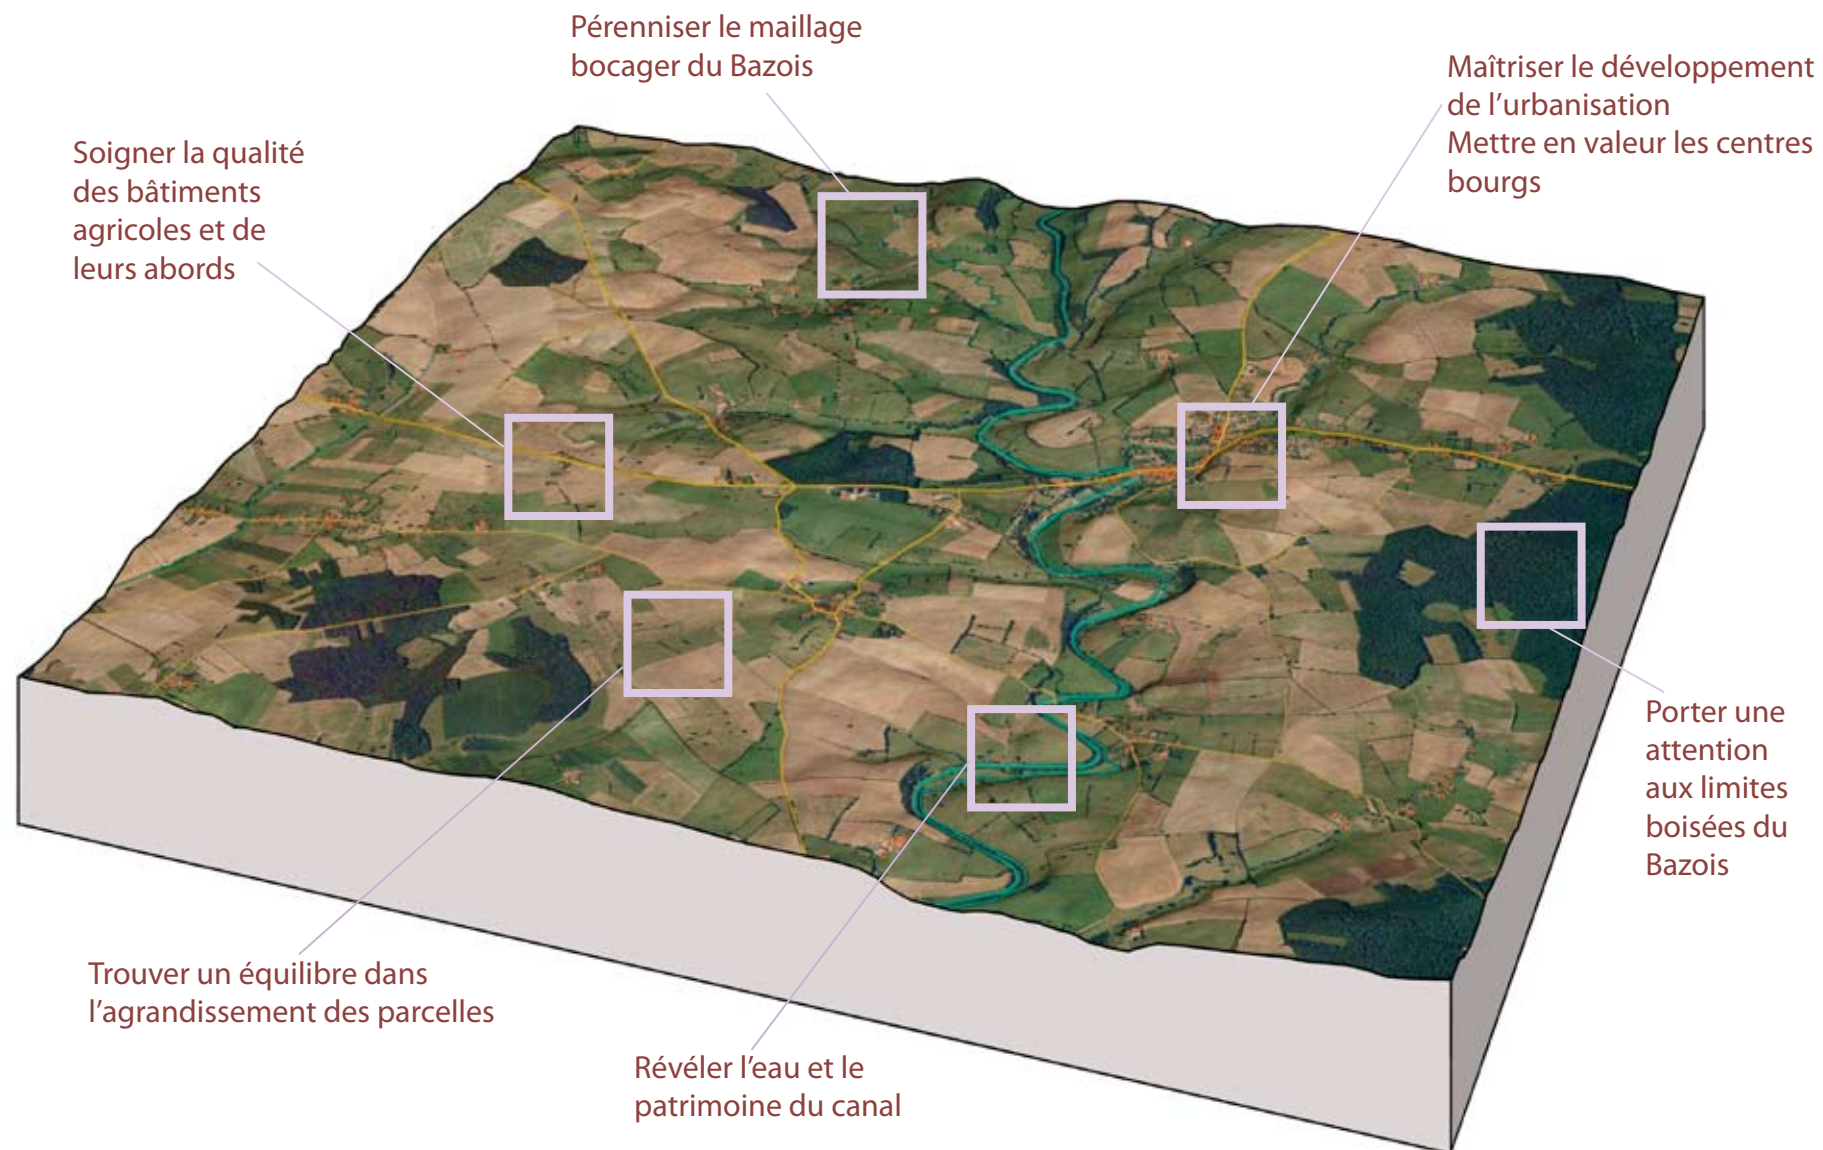 Pérenniser le maillage
bocager du Bazois
Maîtriser le développement
de l’urbanisation
Mettre en valeur les centres
bourgs
Soigner la qualité
des bâtiments
agricoles et de
leurs abords
Porter une
attention
aux limites
boisées du
Bazois
Trouver un équilibre dans
l’agrandissement des parcelles
Révéler l’eau et le
patrimoine du canal